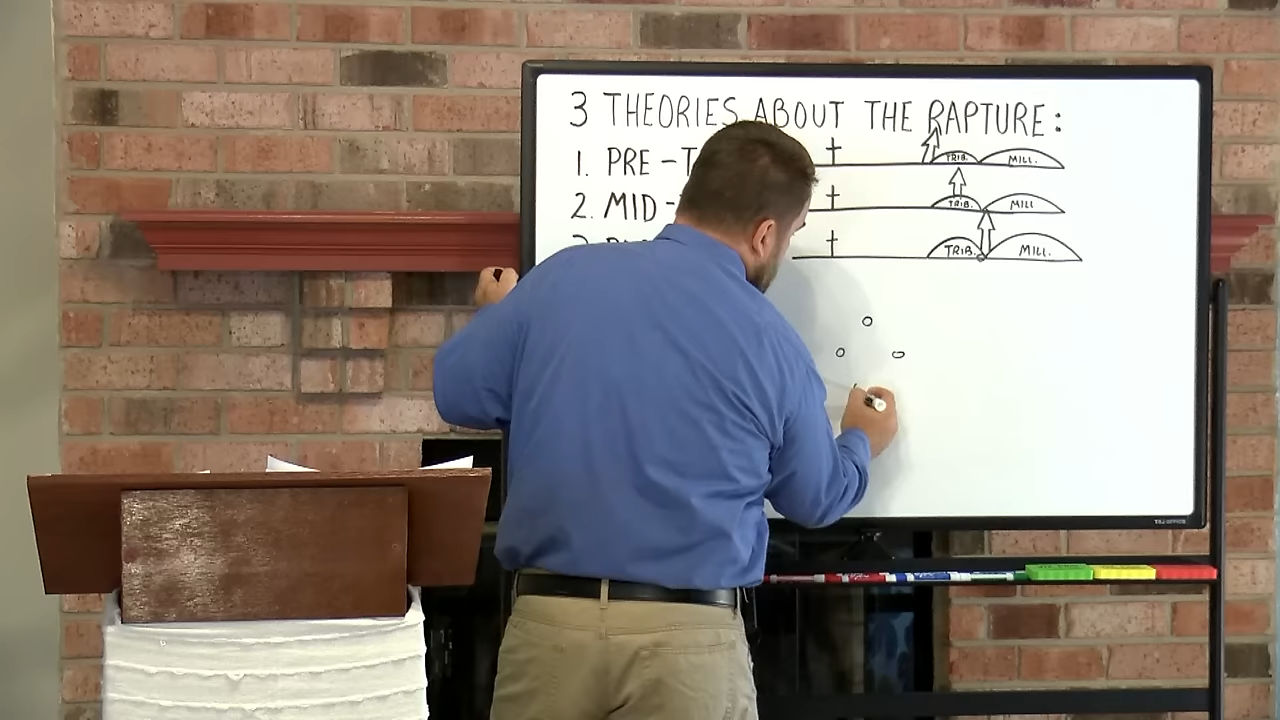 3 THEORIES ABOUT THE RAPTURE:
1. PRE-T TRIB. MILL.
2. MID- TRIB. MILL
TRIB. MILL.